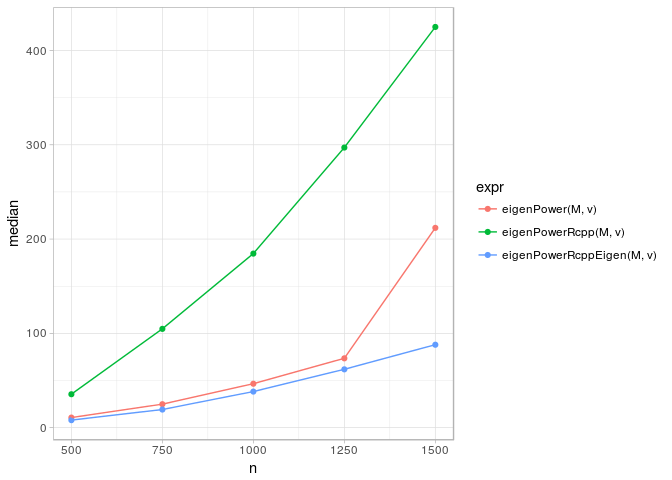 400
300
200
100
0
median
500 750 1000 1250 1500
n
expr
eigenPower(M, v)
eigenPowerRcpp(M, v)
eigenPowerRcppEigen(M, v)